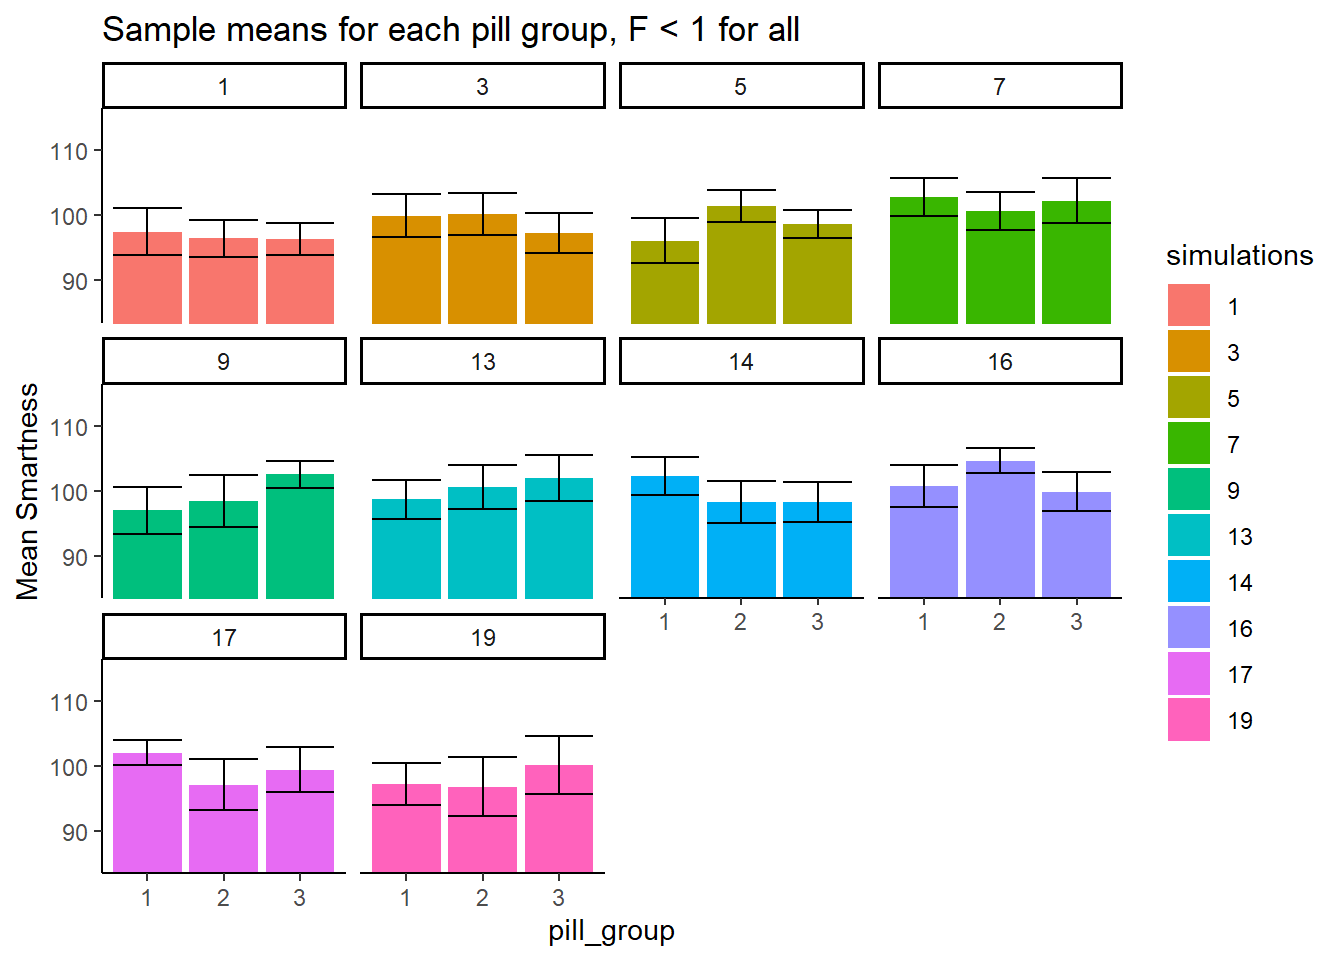 Sample means for each pill group, F < 1 for all
1 3 5 7
110
100
90
9 13 14 16
110
100
90
1 2 3 1 2 3
17 19
110
100
90
1 2 3 1 2 3
pill_group
Mean Smartness
simulations
1
3
5
7
9
13
14
16
17
19